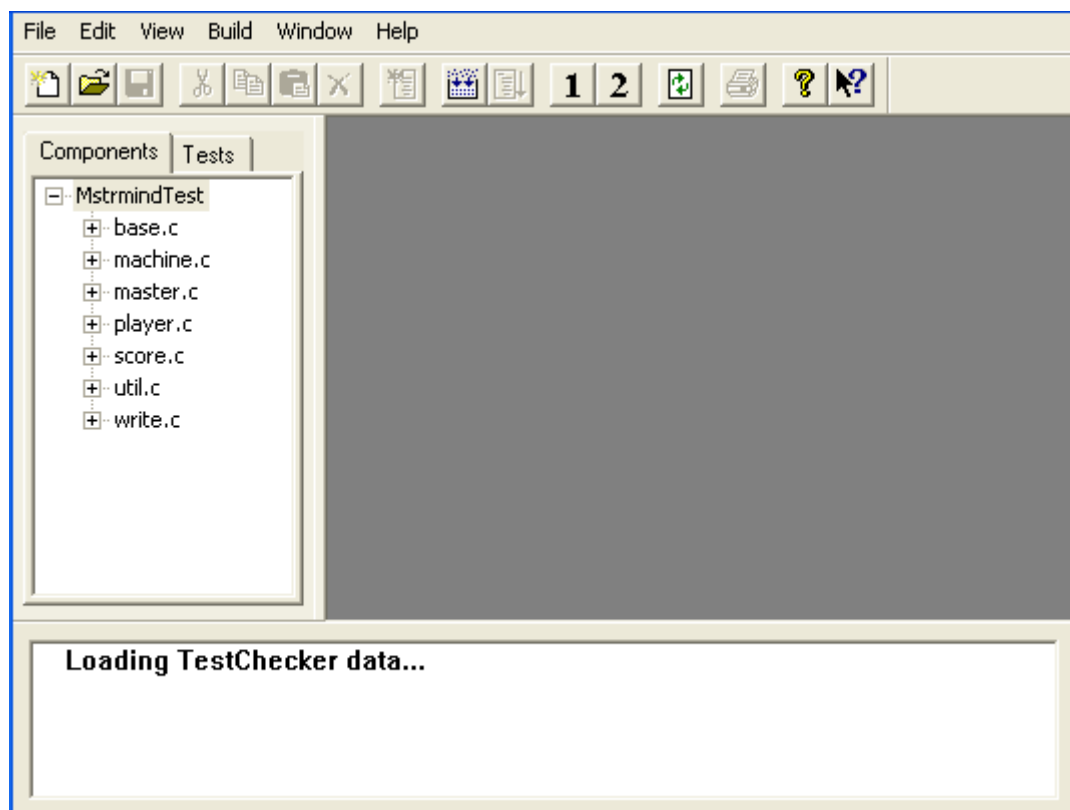 File Edit View Build Window Help
1 2 ? ?
Components Tests
MstrmindTest
base.c
machine.c
master.c
player.c
score.c
util.c
write.c
Loading TestChecker data...